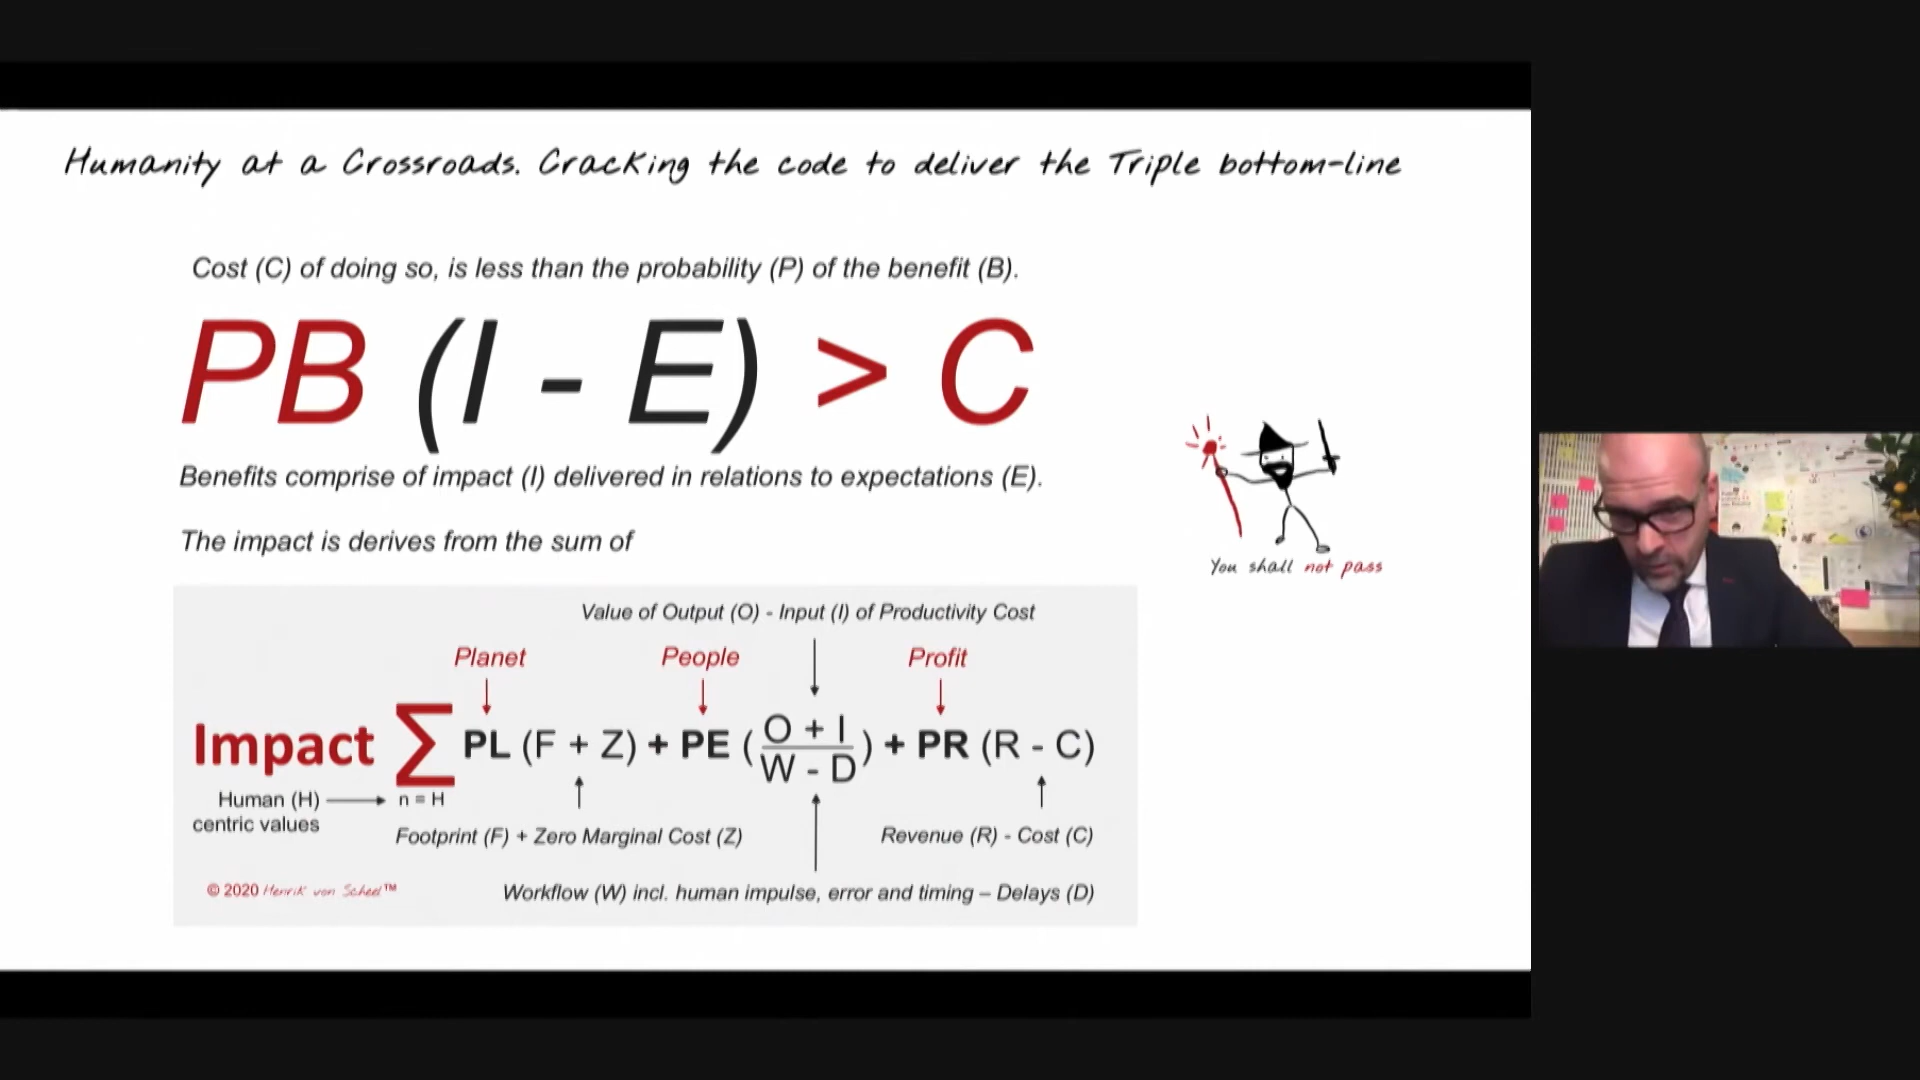 Humanity at a Crossroads. Cracking the code to deliver the Triple bottom-line
Cost (C) of doing so, is less than the probability (P) of the benefit (B).
PB (I - E) > C
Benefits comprise of impact (I) delivered in relations to expectations (E).
The impact is derives from the sum of
You shall not pass
Value of Output (O) - Input (I) of Productivity Cost
Planet People Profit
Impact ∑ PL (F + Z) + PE (O + I / W - D) + PR (R - C)
Human (H) n = H
centric values
Footprint (F) + Zero Marginal Cost (Z) Revenue (R) - Cost (C)
© 2020 Henrik von Scheel™ Workflow (W) incl. human impulse, error and timing – Delays (D)